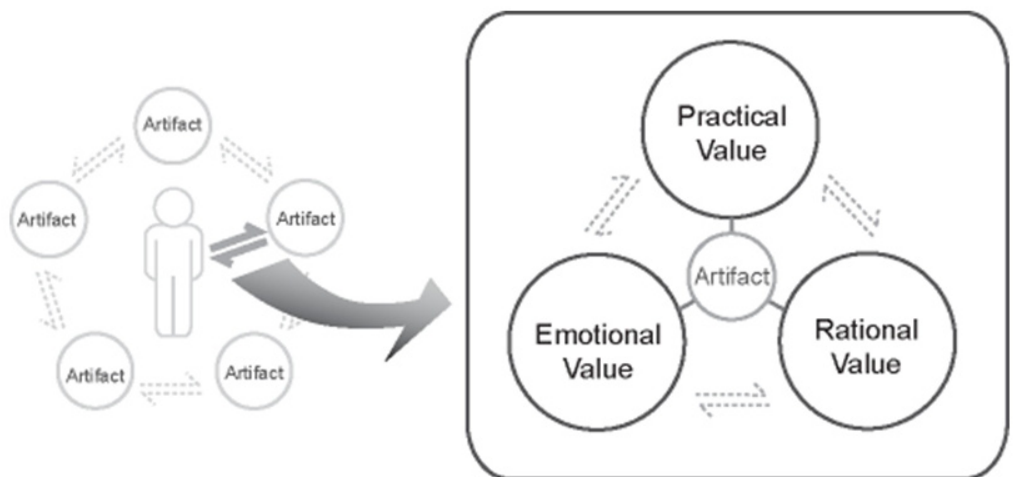 Artifact
Artifact
Artifact
Artifact
Artifact
Practical
Value
Artifact
Emotional
Value
Rational
Value